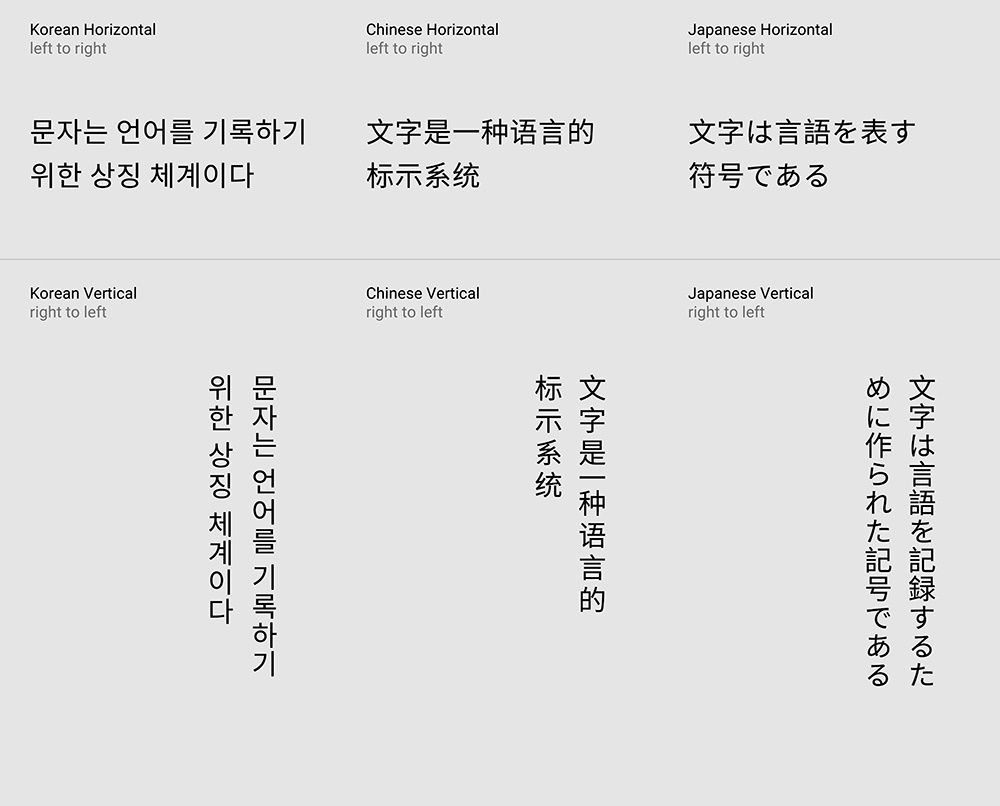 Korean Horizontal
left to right
문자는 언어를 기록하기
위한 상징 체계이다
Chinese Horizontal
left to right
文字是一种语言的
标示系统
Japanese Horizontal
left to right
文字は言語を表す
符号である
Korean Vertical
right to left
문자는 언어를 기록하기
위한 상징 체계이다
Chinese Vertical
right to left
文字是一种语言的
标示系统
Japanese Vertical
right to left
文字は言語を記録するた
めに作られた記号である